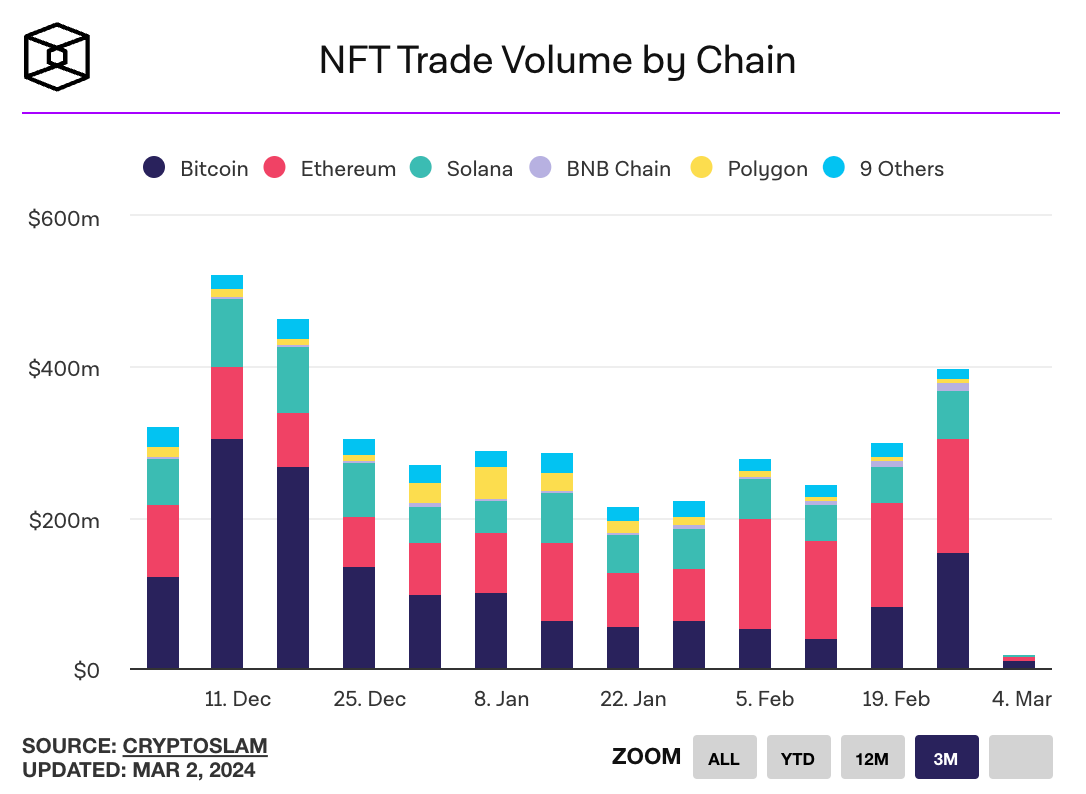 NFT Trade Volume by Chain
Bitcoin Ethereum Solana BNB Chain Polygon 9 Others
$600m
$400m
$200m
$0
11. Dec 25. Dec 8. Jan 22. Jan 5. Feb 19. Feb 4. Mar
SOURCE: CRYPTOSLAM
UPDATED: MAR 2, 2024
ZOOM ALL YTD 12M 3M